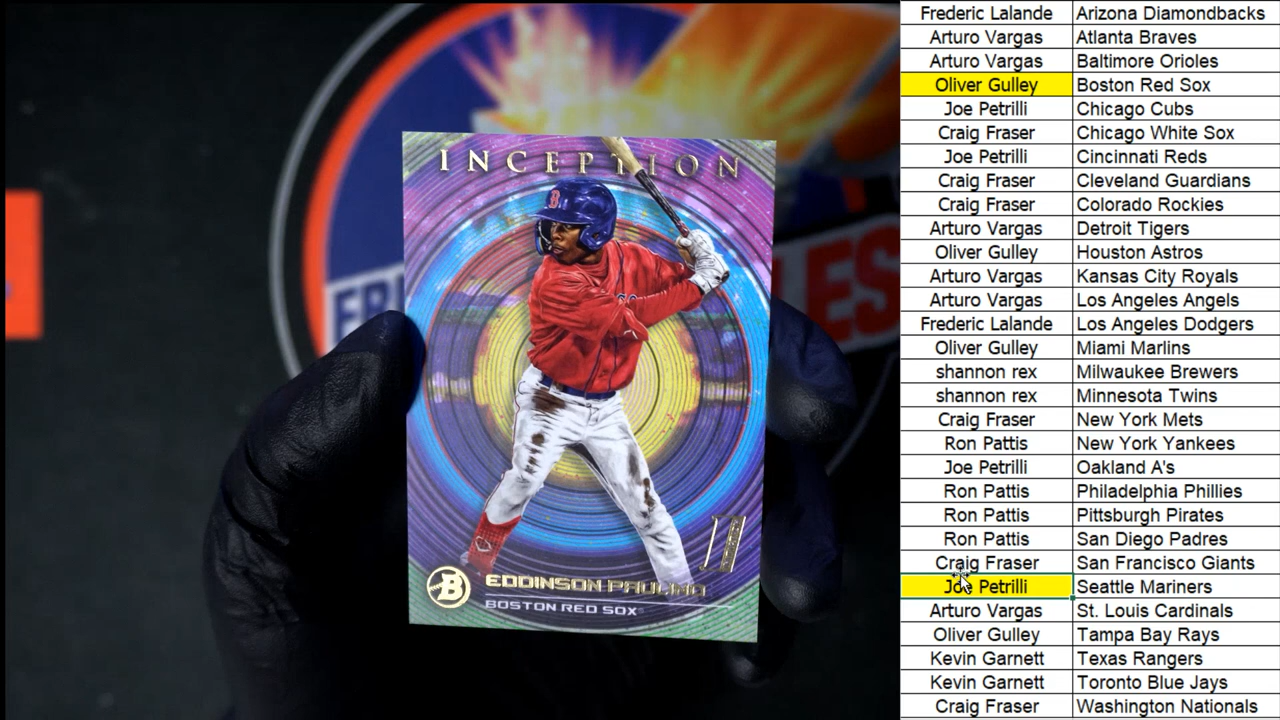 INCEPTION
B
EDDINSON PAULINO
BOSTON RED SOX
Frederic Lalande Arizona Diamondbacks
Arturo Vargas Atlanta Braves
Arturo Vargas Baltimore Orioles
Oliver Gulley Boston Red Sox
Joe Petrilli Chicago Cubs
Craig Fraser Chicago White Sox
Joe Petrilli Cincinnati Reds
Craig Fraser Cleveland Guardians
Craig Fraser Colorado Rockies
Arturo Vargas Detroit Tigers
Oliver Gulley Houston Astros
Arturo Vargas Kansas City Royals
Arturo Vargas Los Angeles Angels
Frederic Lalande Los Angeles Dodgers
Oliver Gulley Miami Marlins
shannon rex Milwaukee Brewers
shannon rex Minnesota Twins
Craig Fraser New York Mets
Ron Pattis New York Yankees
Joe Petrilli Oakland A's
Ron Pattis Philadelphia Phillies
Ron Pattis Pittsburgh Pirates
Ron Pattis San Diego Padres
Craig Fraser San Francisco Giants
Joe Petrilli Seattle Mariners
Arturo Vargas St. Louis Cardinals
Oliver Gulley Tampa Bay Rays
Kevin Garnett Texas Rangers
Kevin Garnett Toronto Blue Jays
Craig Fraser Washington Nationals